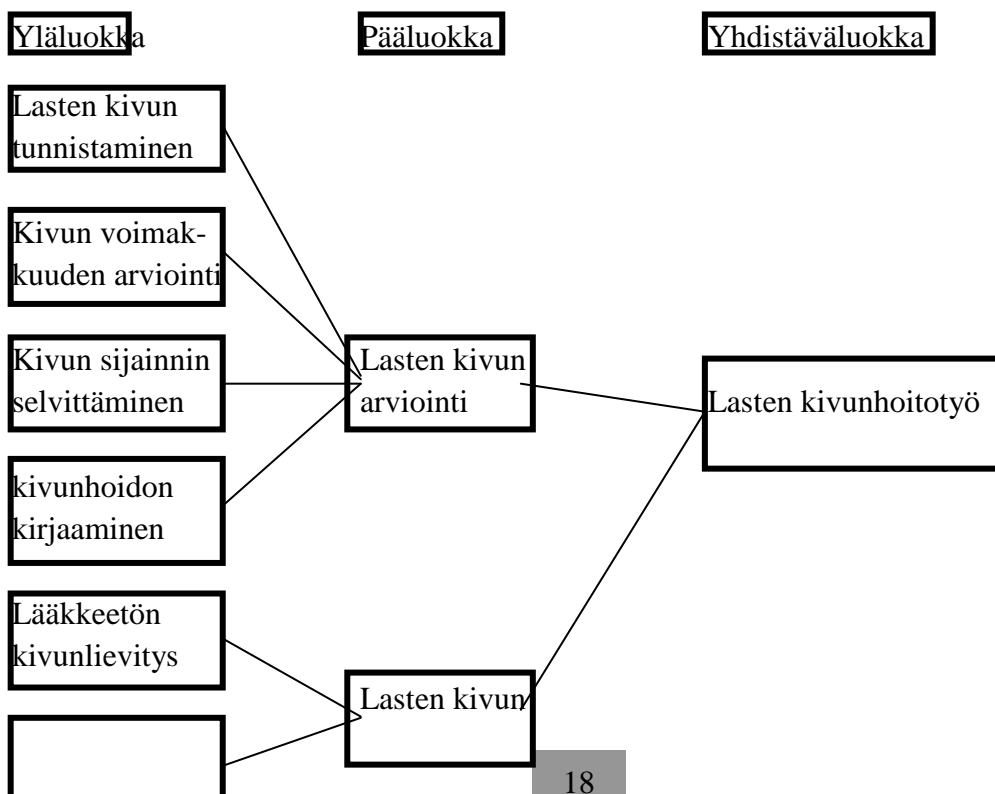 Yläluokka
Pääluokka
Yhdistäväluokka
Lasten kivun
tunnistaminen
Kivun voimak-
kuuden arviointi
Kivun sijainnin
selvittäminen
kivunhoidon
kirjaaminen
Lääkkeetön
kivunlievitys
Lasten kivun
arviointi
Lasten kivun
Lasten kivunhoitotyö
18